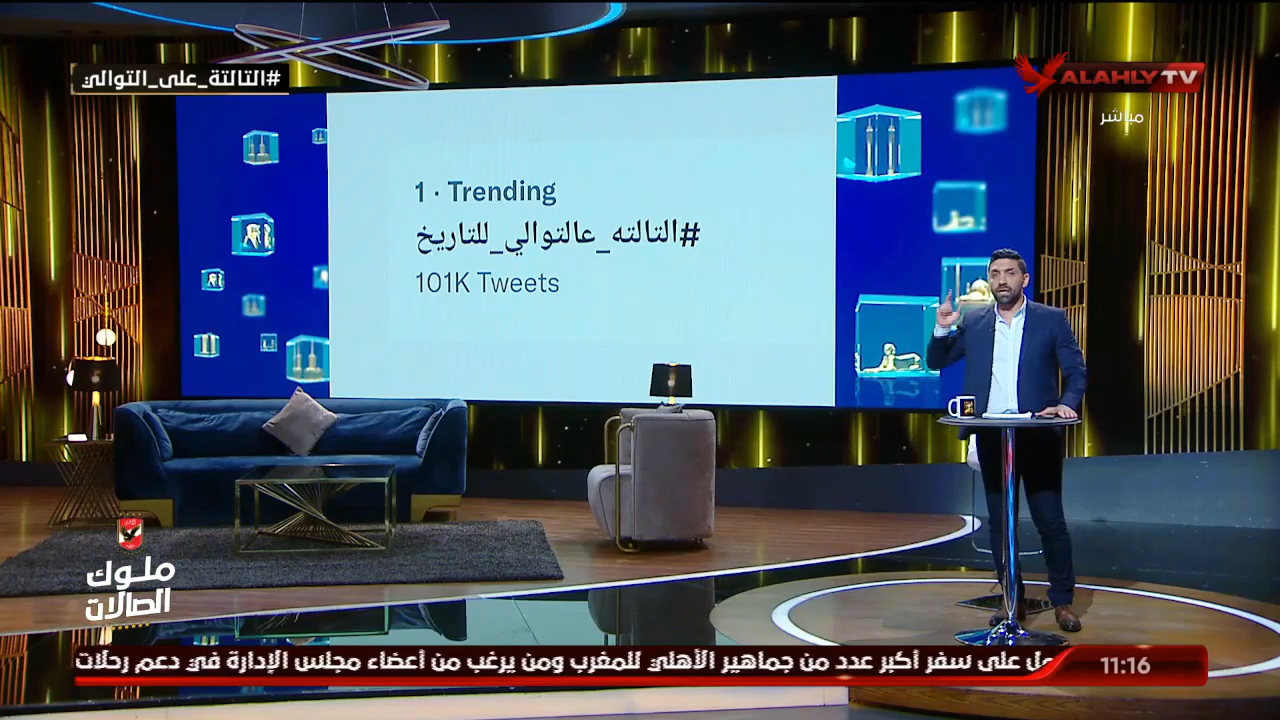 #التالتة_على_التوالي
ALAHLY TV
مباشر
1 · Trending
#التالته_عالتوالي_للتاريخ
101K Tweets
ملوك
الصالات
على سفر أكبر عدد من جماهير الأهلي للمغرب ومن يرغب من أعضاء مجلس الإدارة في دعم رحلات
11:16